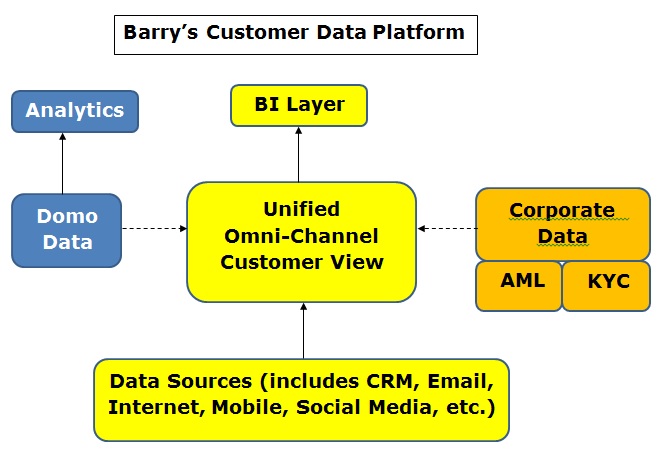 Barry’s Customer Data Platform
Analytics
BI Layer
Domo
Data
Unified
Omni-Channel
Customer View
Corporate
Data
AML
KYC
Data Sources (includes CRM, Email,
Internet, Mobile, Social Media, etc.)